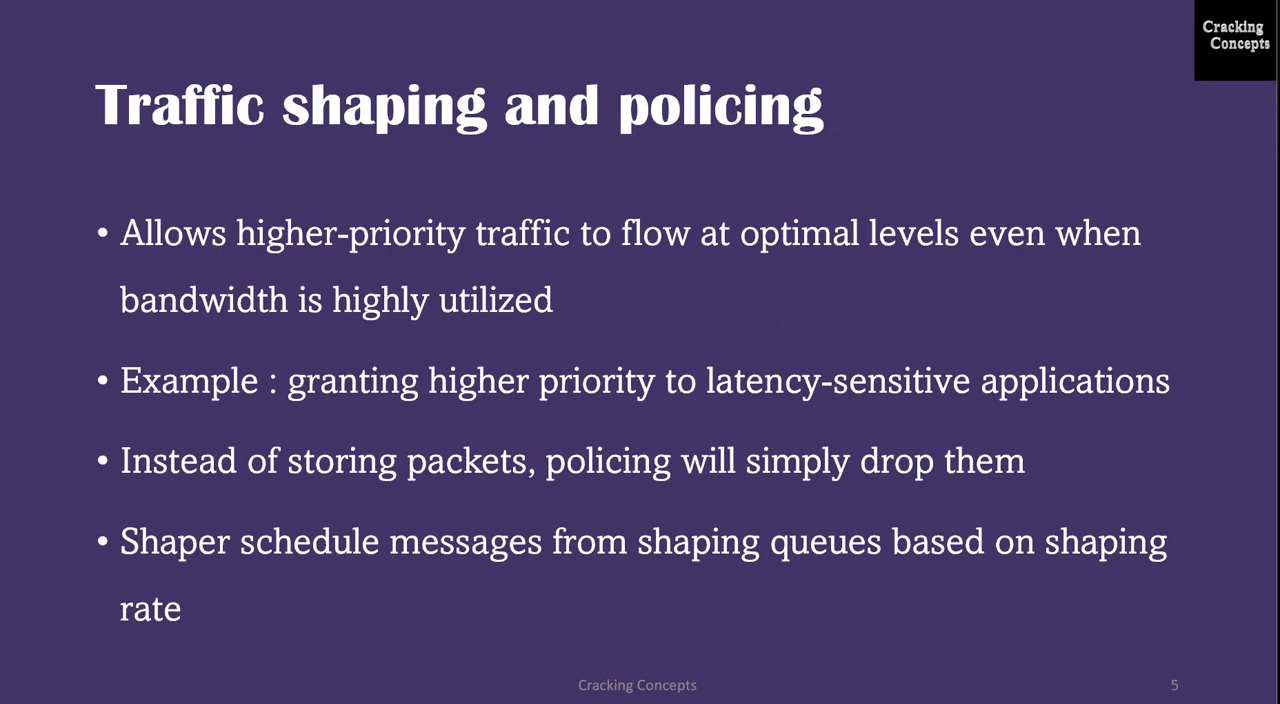 Cracking
Concepts
Traffic shaping and policing
• Allows higher-priority traffic to flow at optimal levels even when
bandwidth is highly utilized
• Example : granting higher priority to latency-sensitive applications
• Instead of storing packets, policing will simply drop them
• Shaper schedule messages from shaping queues based on shaping
rate
Cracking Concepts
5